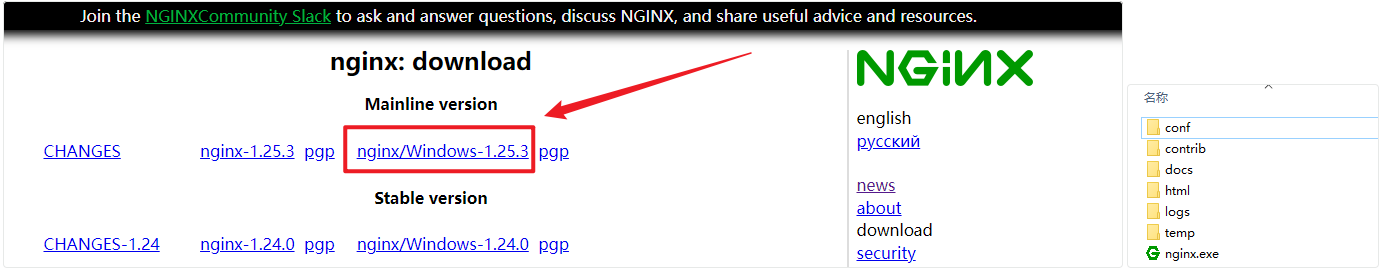 Join the NGINXCommunity Slack to ask and answer questions, discuss NGINX, and share useful advice and resources.
nginx: download
Mainline version
CHANGES nginx-1.25.3 pgp nginx/Windows-1.25.3 pgp
Stable version
CHANGES-1.24 nginx-1.24.0 pgp nginx/Windows-1.24.0 pgp
NGINX
english
русский
news
about
download
security
名称
conf
contrib
docs
html
logs
temp
nginx.exe